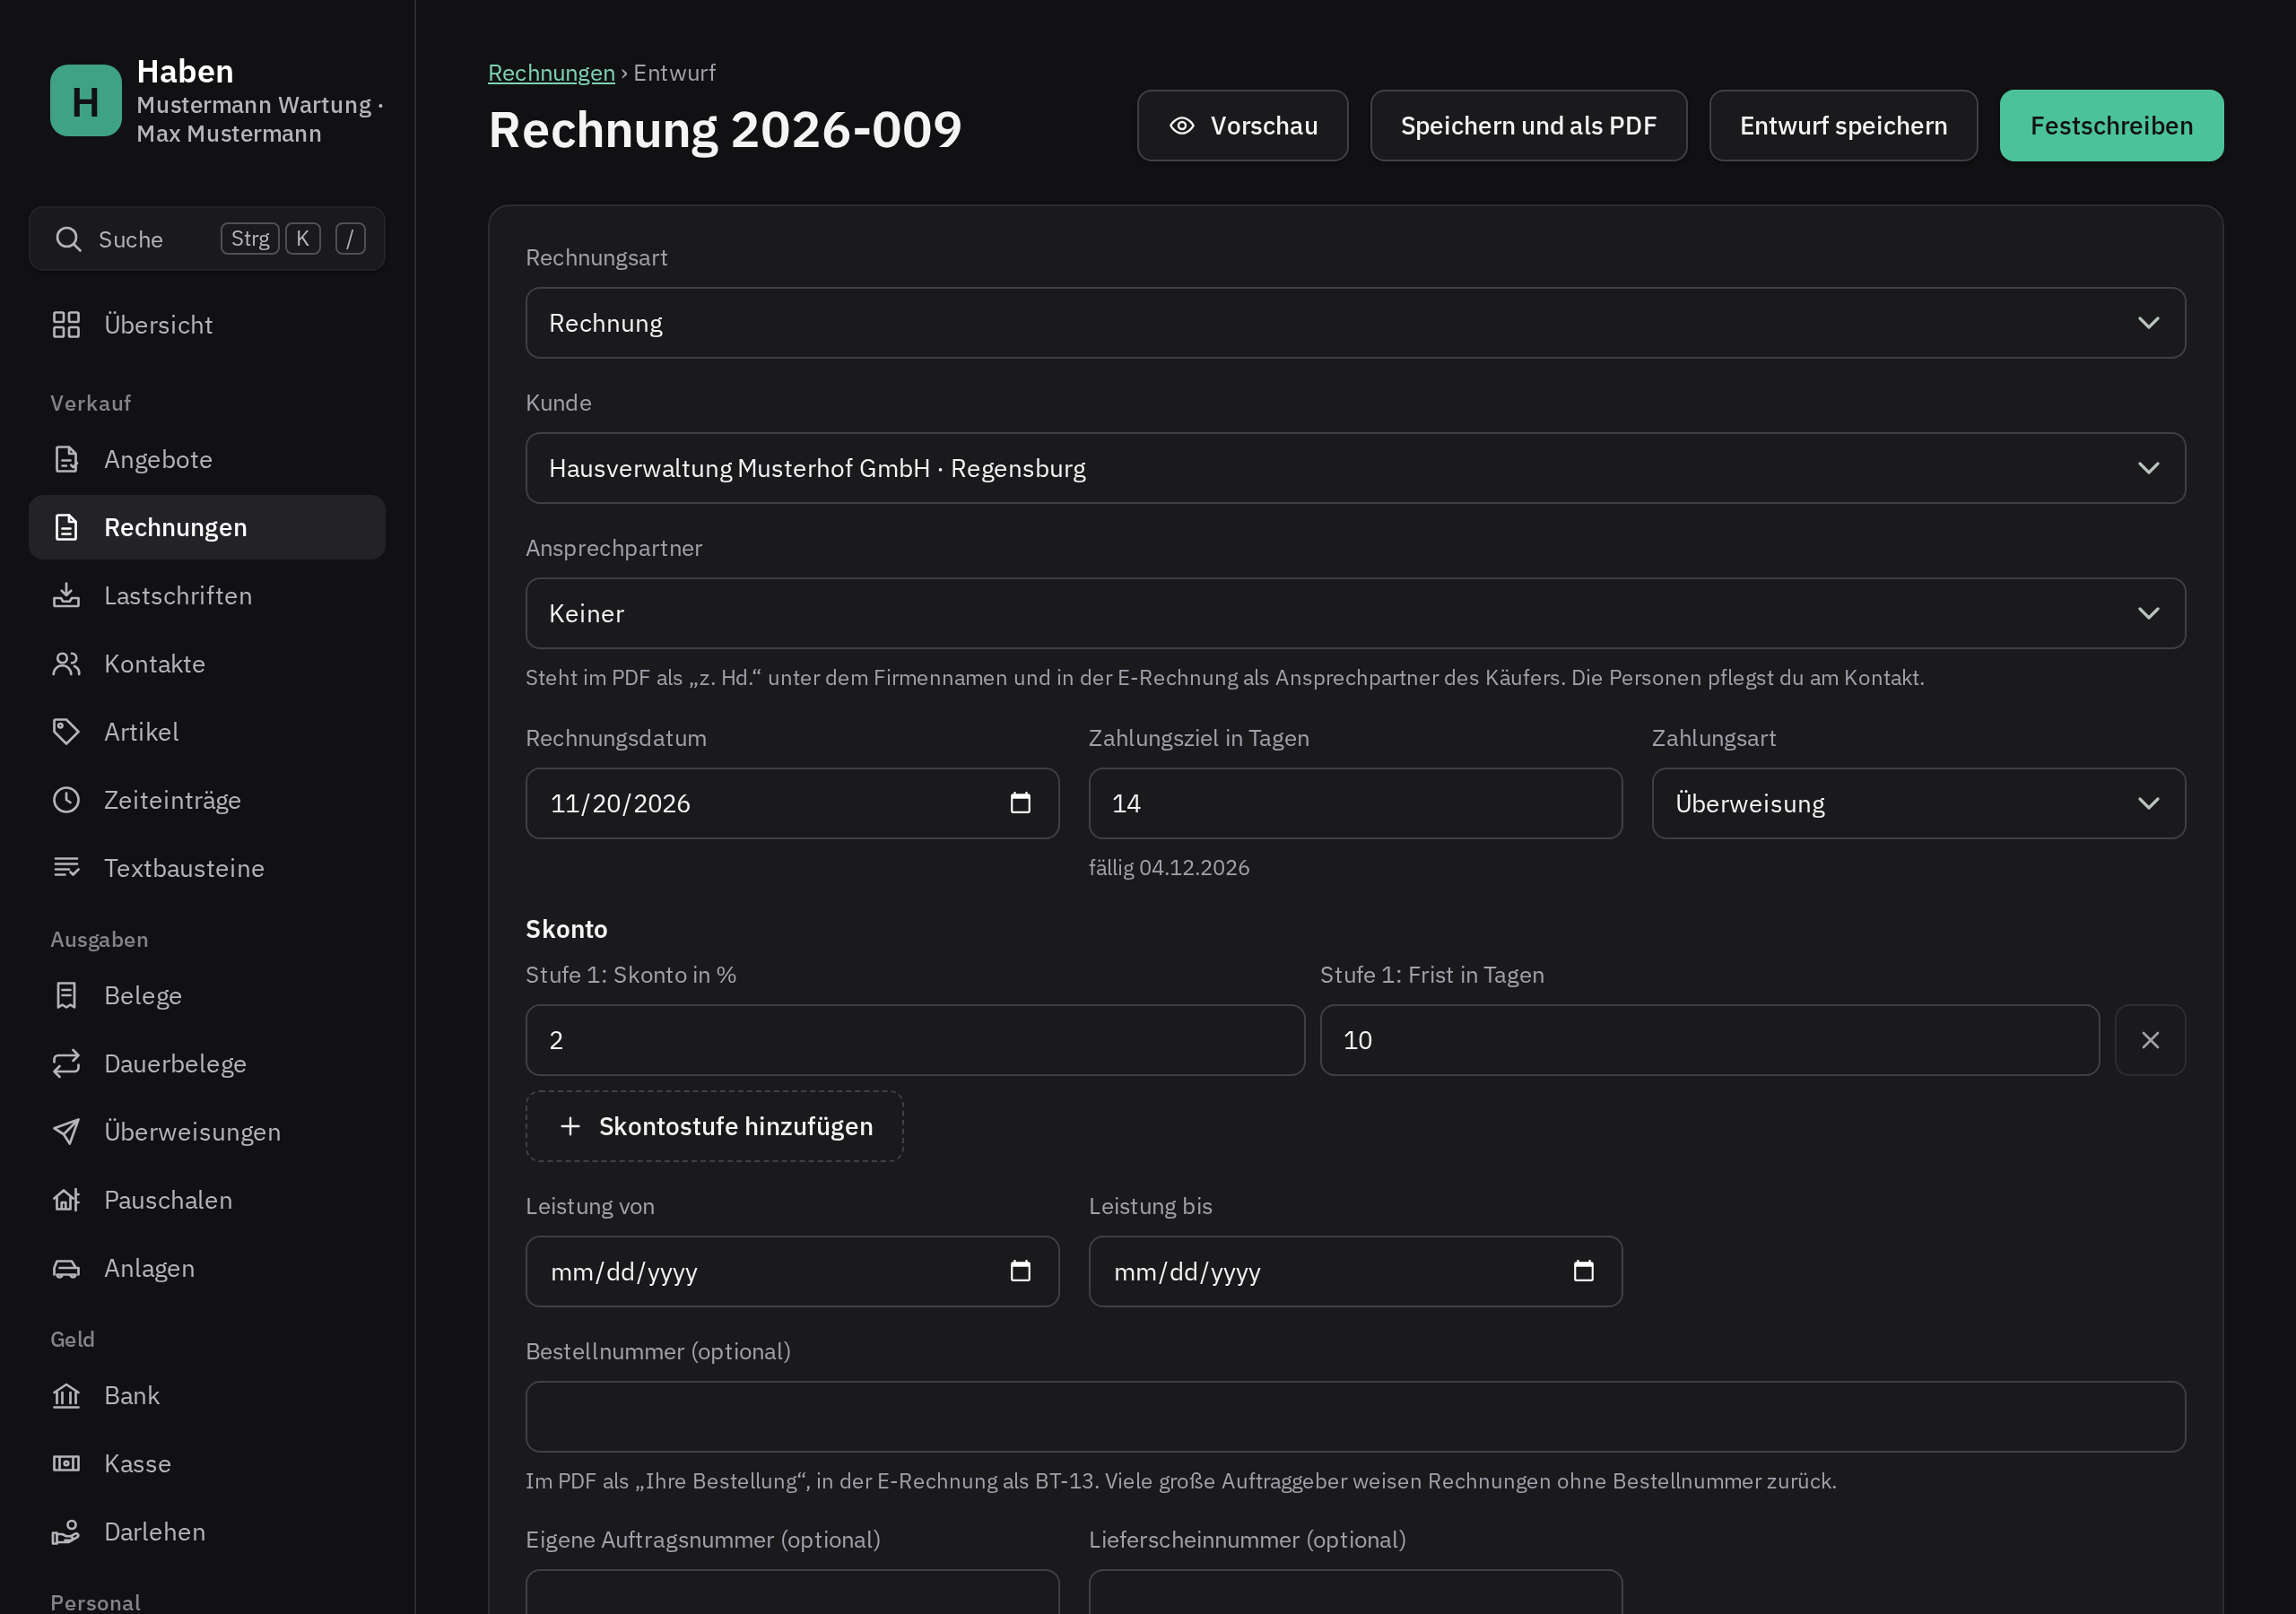 H
Haben
Mustermann Wartung ·
Max Mustermann
Suche
Strg K /
Übersicht
Verkauf
Angebote
Rechnungen
Lastschriften
Kontakte
Artikel
Zeiteinträge
Textbausteine
Ausgaben
Belege
Dauerbelege
Überweisungen
Pauschalen
Anlagen
Geld
Bank
Kasse
Darlehen
Personal
Rechnungen › Entwurf
Rechnung 2026-009
Vorschau
Speichern und als PDF
Entwurf speichern
Festschreiben
Rechnungsart
Rechnung
Kunde
Hausverwaltung Musterhof GmbH · Regensburg
Ansprechpartner
Keiner
Steht im PDF als „z. Hd.“ unter dem Firmennamen und in der E-Rechnung als Ansprechpartner des Käufers. Die Personen pflegst du am Kontakt.
Rechnungsdatum
11/20/2026
Zahlungsziel in Tagen
14
fällig 04.12.2026
Zahlungsart
Überweisung
Skonto
Stufe 1: Skonto in %
2
Stufe 1: Frist in Tagen
10
Skontostufe hinzufügen
Leistung von
mm/dd/yyyy
Leistung bis
mm/dd/yyyy
Bestellnummer (optional)
Im PDF als „Ihre Bestellung“, in der E-Rechnung als BT-13. Viele große Auftraggeber weisen Rechnungen ohne Bestellnummer zurück.
Eigene Auftragsnummer (optional)
Lieferscheinnummer (optional)